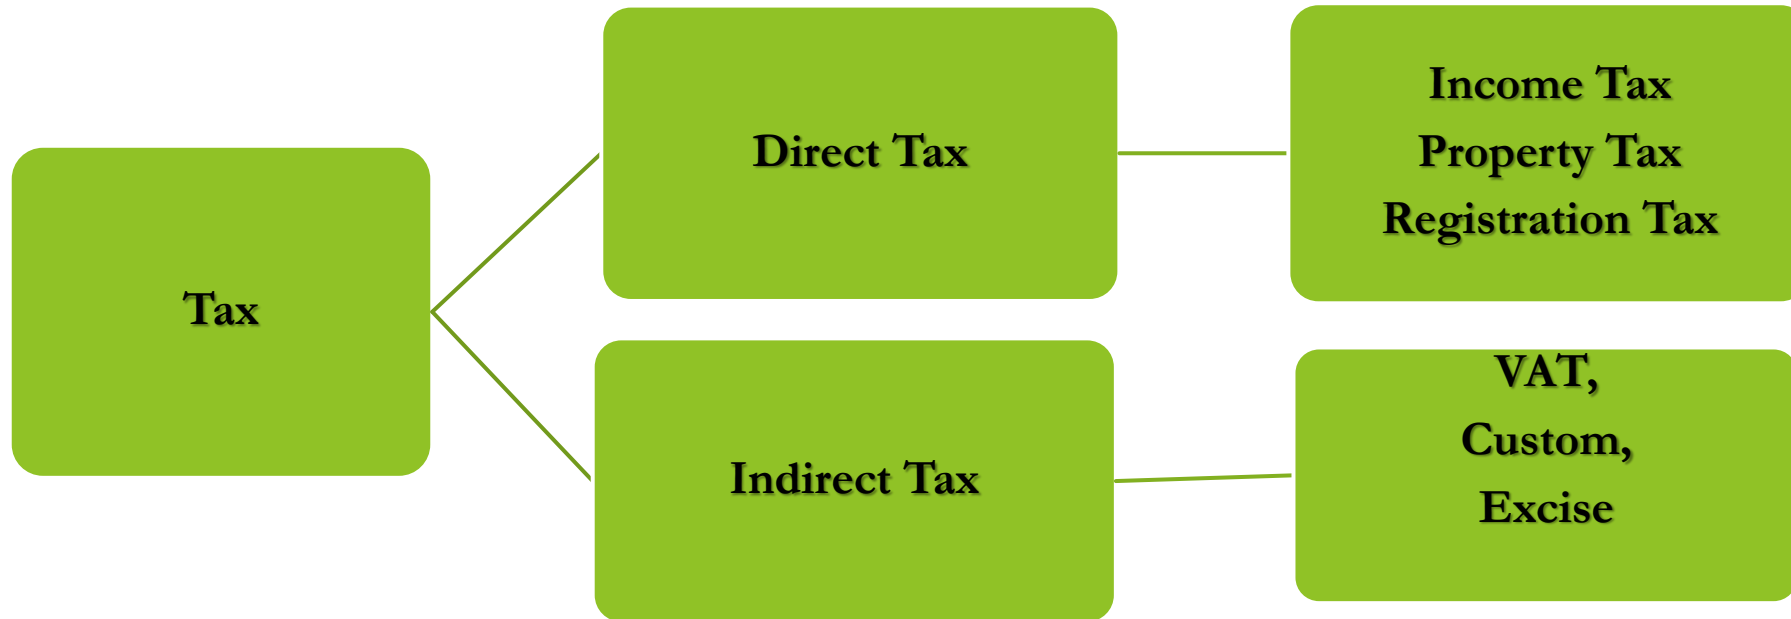 Tax
Direct Tax
Income Tax
Property Tax
Registration Tax
Indirect Tax
VAT,
Custom,
Excise